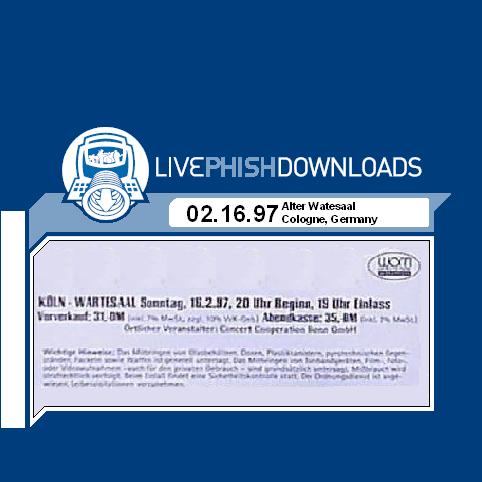 LIVEPHISHDOWNLOADS
02.16.97
Alter Watesaal
Cologne, Germany
KÖLN - WARTESAAL Sonntag, 16.2.97, 20 Uhr Beginn, 19 Uhr Einlass
Vorverkauf: 31,-DM (inkl. 7% MwSt., zzgl. 10% VVK-Geb.) Abendkasse: 35,-DM (inkl. 7% MwSt.)
Örtlicher Veranstalter: Concert Cooperation Bonn GmbH
Wichtige Hinweise: Das Mitbringen von Glasbehältern, Dosen, Plastikkanistern, pyrotechnischen Gegen-
ständen, Fackeln sowie Waffen ist generell untersagt. Das Mitbringen von Tonbandgeräten, Film-, Foto-
oder Videoaufnahmen -auch für den privaten Gebrauch - sind grundsätzlich untersagt. Mißbrauch wird
strafrechtlich verfolgt. Beim Einlaß findet eine Sicherheitskontrolle statt. Der Ordnungsdienst ist ange-
wiesen, Leibesvisitationen vorzunehmen.